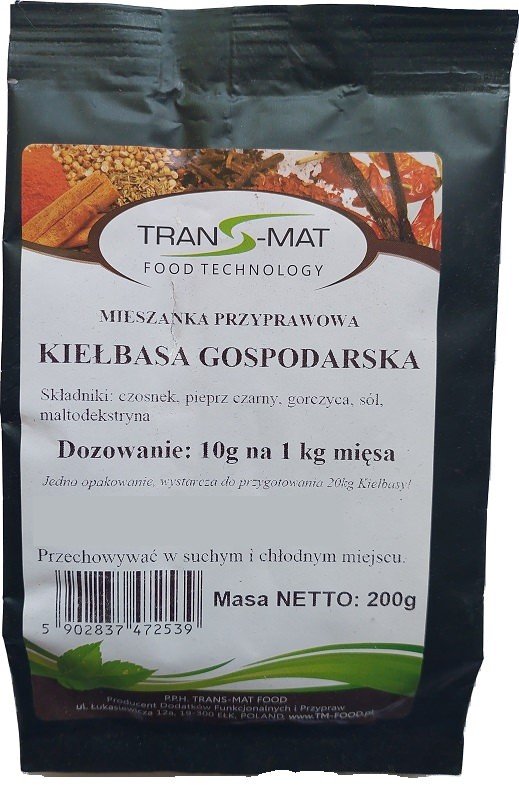 TRANS-MAT
FOOD TECHNOLOGY
MIESZANKA PRZYPRAWOWA
KIEŁBASA GOSPODARSKA
Składniki: czosnek, pieprz czarny, gorczyca, sól,
maltodekstryna
Dozowanie: 10g na 1 kg mięsa
Jedno opakowanie, wystarcza do przygotowania 20kg Kiełbasy!
Przechowywać w suchym i chłodnym miejscu.
Masa NETTO: 200g
5 902837 472539
P.P.H. TRANS-MAT FOOD
Producent Dodatków Funkcjonalnych i Przypraw
ul. Łukasiewicza 12a, 19-300 EŁK, POLAND, www.TM-FOOD.pl